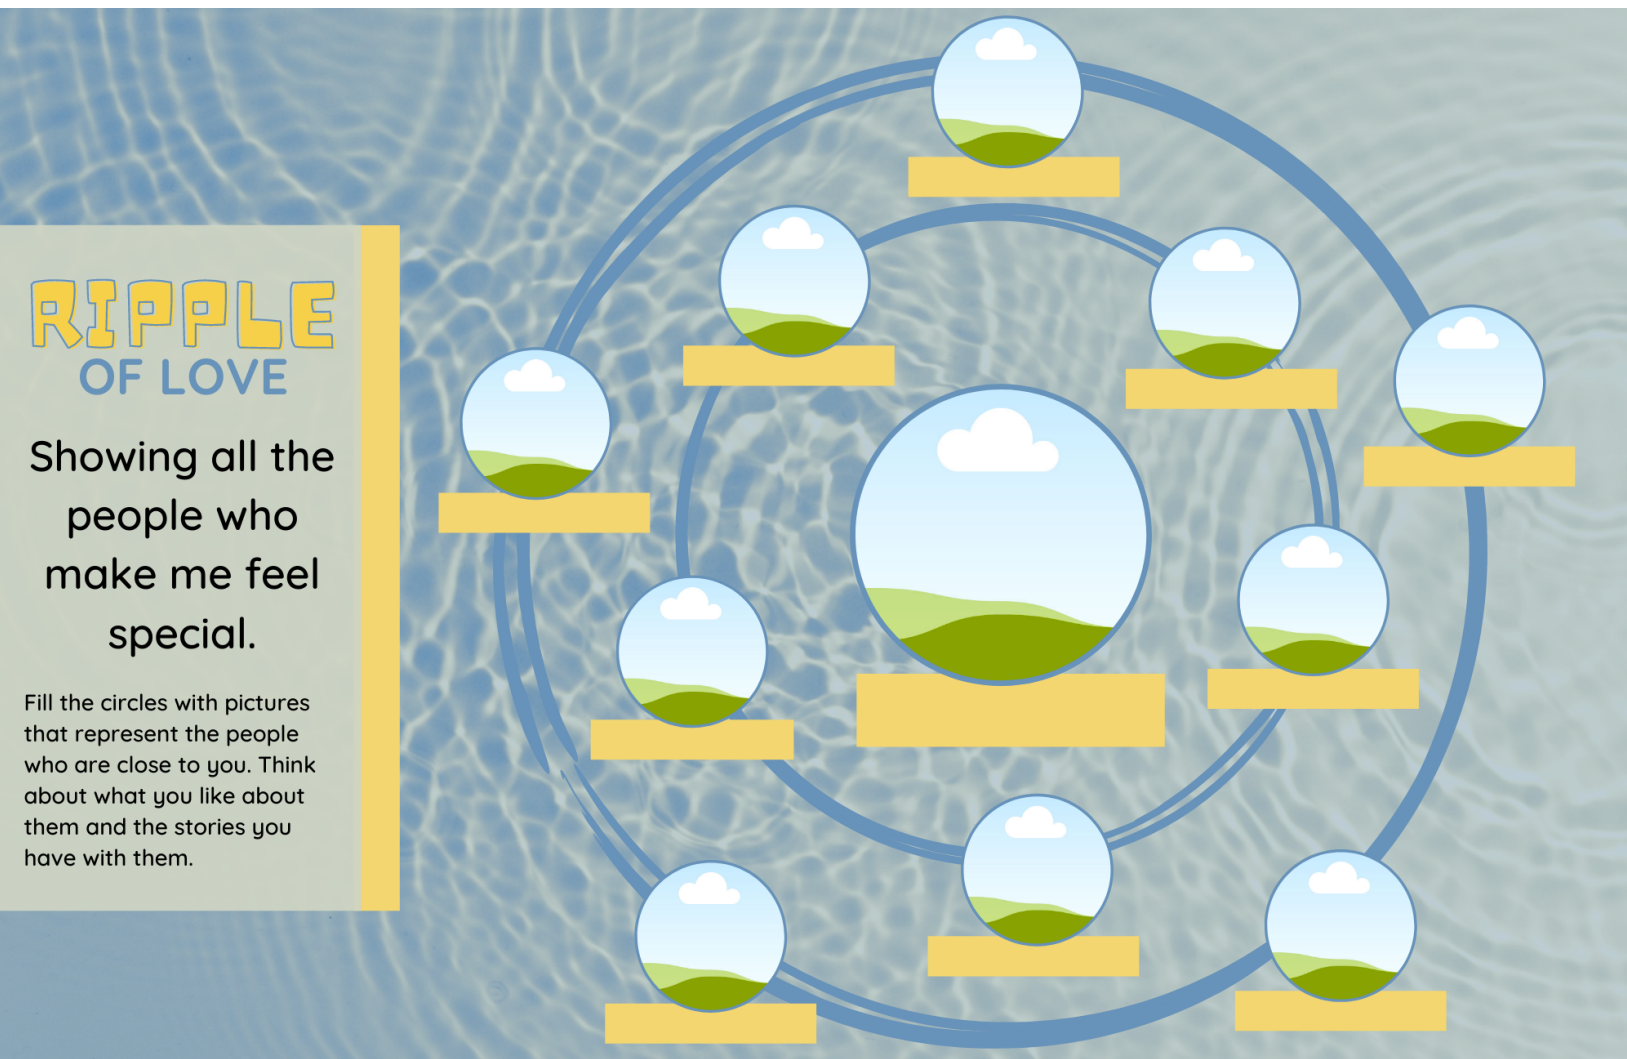 RIPPLE
OF LOVE
Showing all the
people who
make me feel
special.
Fill the circles with pictures
that represent the people
who are close to you. Think
about what you like about
them and the stories you
have with them.